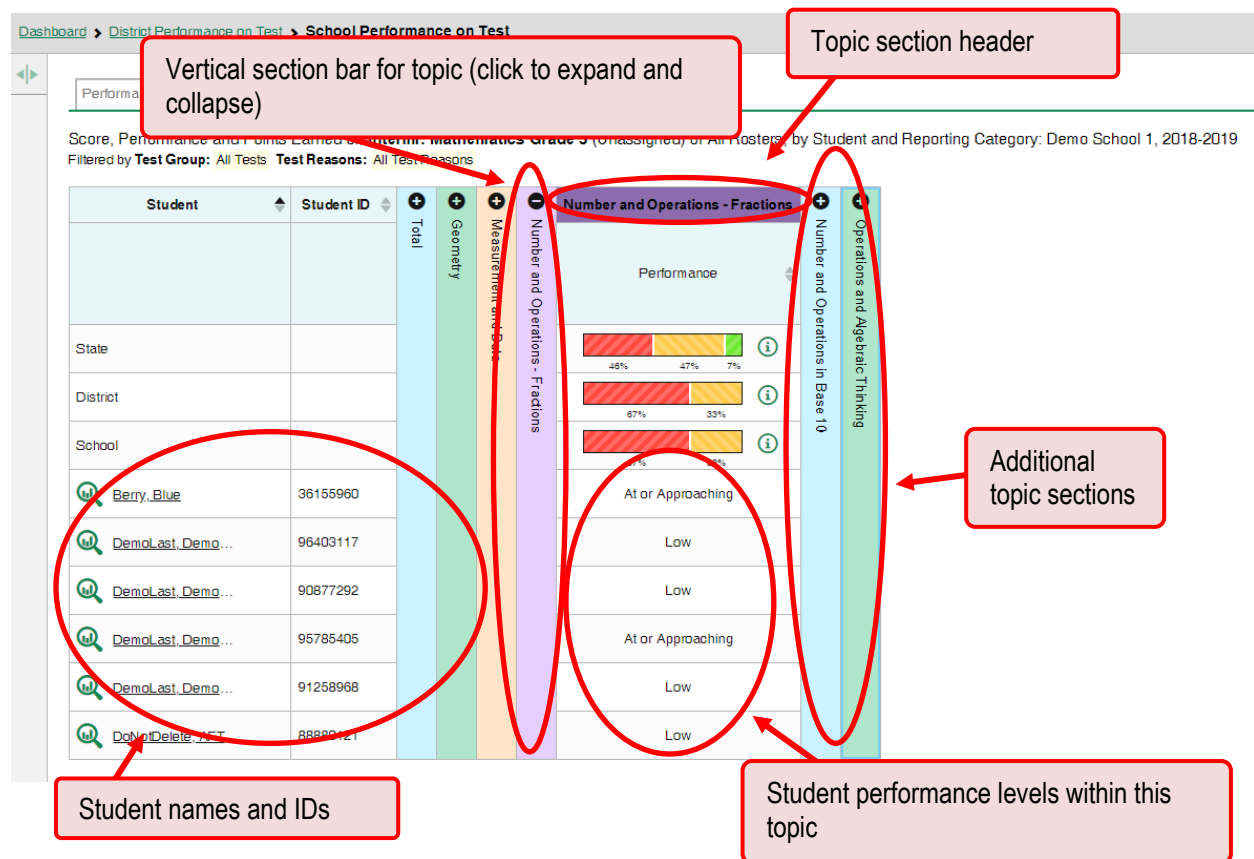 Dashboard > District Performance on Test > School Performance on Test
Topic section header
Vertical section bar for topic (click to expand and
collapse)
Performa
Score, Performance and Points Earned Mathematics Grade 5 (Unassigned) of All Rosters, by Student and Reporting Category: Demo School 1, 2018-2019
Filtered by Test Group: All Tests Test Reasons: All Test Reasons
Student Student ID Number and Operations - Fractions
Total
Geometry
Measurement and Data
Number and Operations - Fractions
Number and Operations in Base 10
Operations and Algebraic Thinking
Performance
State
46% 47% 7%
District
67% 33%
School
Berry, Blue 36155960 At or Approaching
DemoLast, Demo... 96403117 Low
DemoLast, Demo... 90877292 Low
DemoLast, Demo... 95785405 At or Approaching
DemoLast, Demo... 91258968 Low
DoNotDelete, Low
Additional
topic sections
Student names and IDs
Student performance levels within this
topic